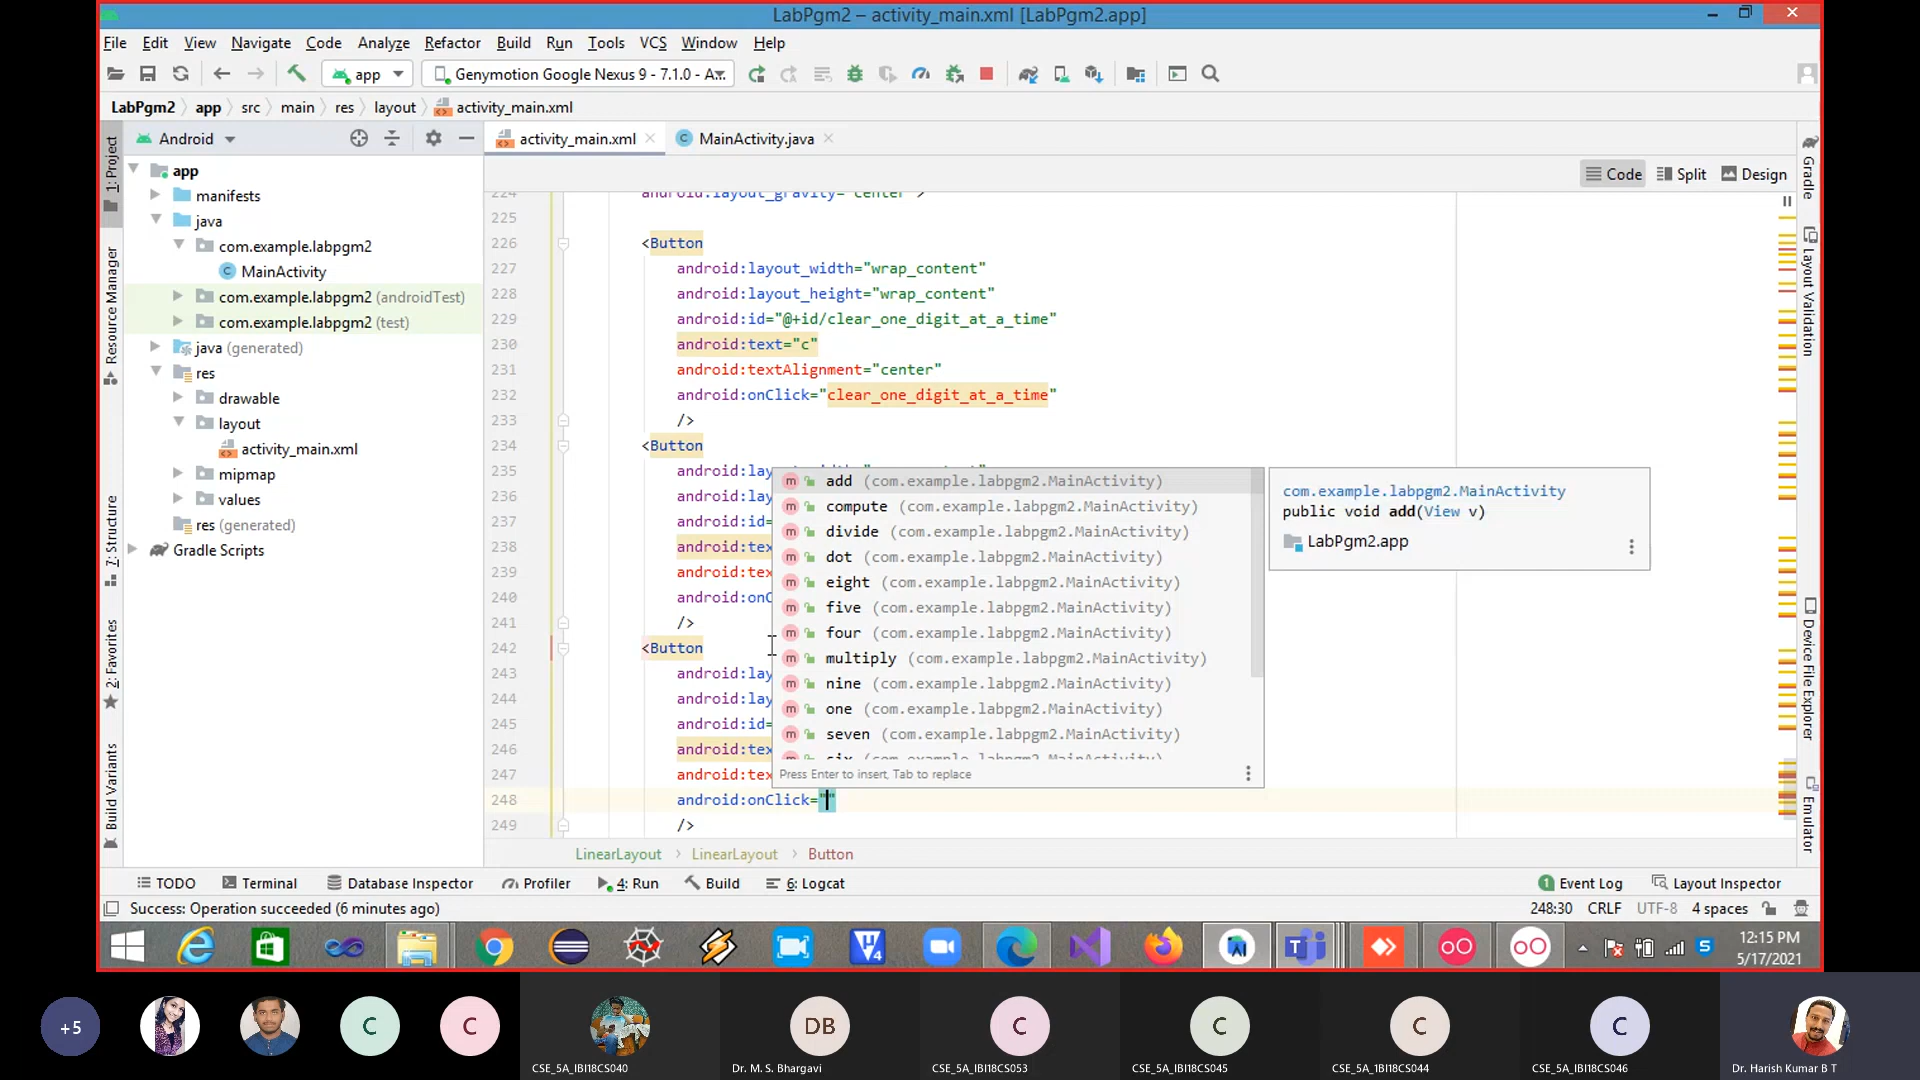 LabPgm2 – activity_main.xml [LabPgm2.app]
File Edit View Navigate Code Analyze Refactor Build Run Tools VCS Window Help
app Genymotion Google Nexus 9 - 7.1.0 - A...
LabPgm2 app src main res layout activity_main.xml
Android activity_main.xml MainActivity.java
Code Split Design
1: Project
Resource Manager
7: Structure
2: Favorites
Build Variants
app
manifests
java
com.example.labpgm2
MainActivity
com.example.labpgm2 (androidTest)
com.example.labpgm2 (test)
java (generated)
res
drawable
layout
activity_main.xml
mipmap
values
res (generated)
Gradle Scripts
224 android:layout_gravity="center">
225
226 <Button
227 android:layout_width="wrap_content"
228 android:layout_height="wrap_content"
229 android:id="@+id/clear_one_digit_at_a_time"
230 android:text="c"
231 android:textAlignment="center"
232 android:onClick="clear_one_digit_at_a_time"
233 />
234 <Button
235 android:lay
236 android:lay
237 android:id=
238 android:tex
239 android:tex
240 android:onC
241 />
242 <Button
243 android:lay
244 android:lay
245 android:id=
246 android:tex
247 android:tex
248 android:onClick=""
249 />
add (com.example.labpgm2.MainActivity)
compute (com.example.labpgm2.MainActivity)
divide (com.example.labpgm2.MainActivity)
dot (com.example.labpgm2.MainActivity)
eight (com.example.labpgm2.MainActivity)
five (com.example.labpgm2.MainActivity)
four (com.example.labpgm2.MainActivity)
multiply (com.example.labpgm2.MainActivity)
nine (com.example.labpgm2.MainActivity)
one (com.example.labpgm2.MainActivity)
seven (com.example.labpgm2.MainActivity)
six (com.example.labpgm2.MainActivity)
Press Enter to insert, Tab to replace
com.example.labpgm2.MainActivity
public void add(View v)
LabPgm2.app
Gradle
Layout Validation
Device File Explorer
Emulator
LinearLayout LinearLayout Button
TODO Terminal Database Inspector Profiler 4: Run Build 6: Logcat 1 Event Log Layout Inspector
Success: Operation succeeded (6 minutes ago) 248:30 CRLF UTF-8 4 spaces
12:15 PM
5/17/2021
+5 C C DB C C C C
CSE_5A_IBI18CS040 Dr. M. S. Bhargavi CSE_5A_IBI18CS053 CSE_5A_IBI18CS045 CSE_5A_1BI18CS044 CSE_5A_IBI18CS046 Dr. Harish Kumar B T